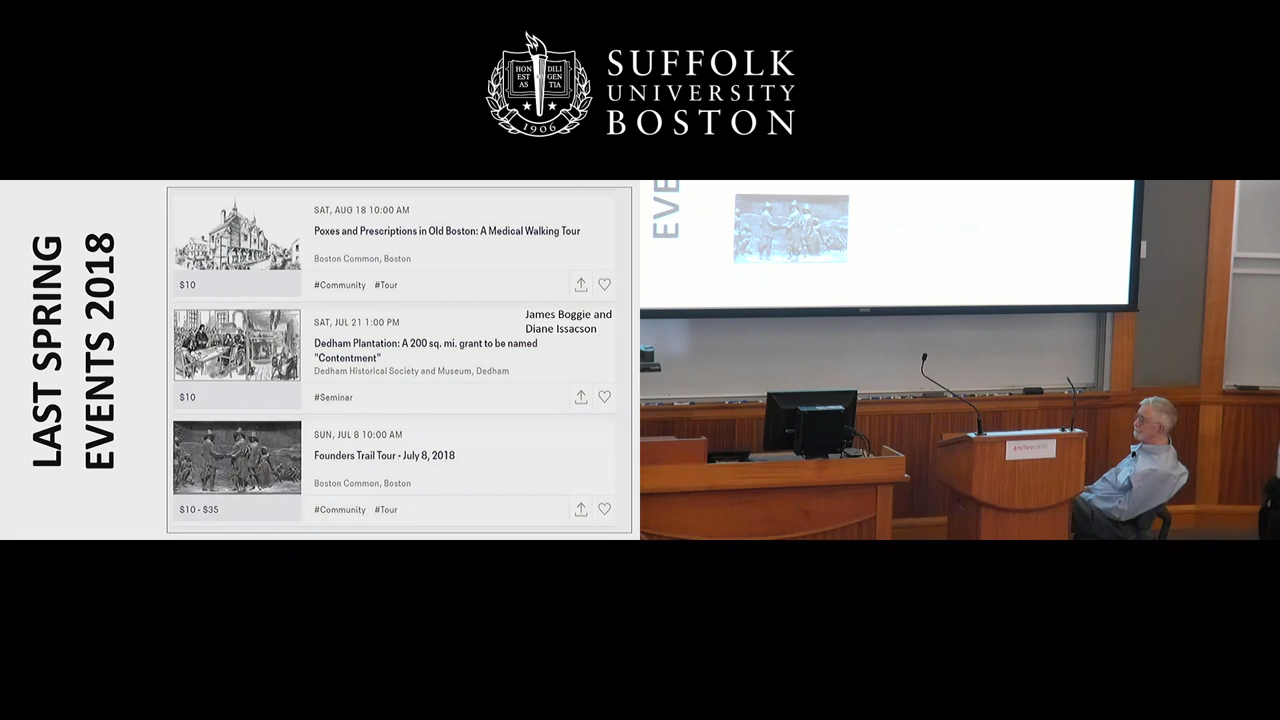 HON
EST
AS
DILI
GEN
TIA
1906
SUFFOLK
UNIVERSITY
BOSTON
LAST SPRING
EVENTS 2018
SAT, AUG 18 10:00 AM
Poxes and Prescriptions in Old Boston: A Medical Walking Tour
Boston Common, Boston
$10
#Community #Tour
James Boggie and
Diane Issacson
SAT, JUL 21 1:00 PM
Dedham Plantation: A 200 sq. mi. grant to be named
"Contentment"
Dedham Historical Society and Museum, Dedham
$10
#Seminar
SUN, JUL 8 10:00 AM
Founders Trail Tour - July 8, 2018
Boston Common, Boston
$10 - $35
#Community #Tour
EVE